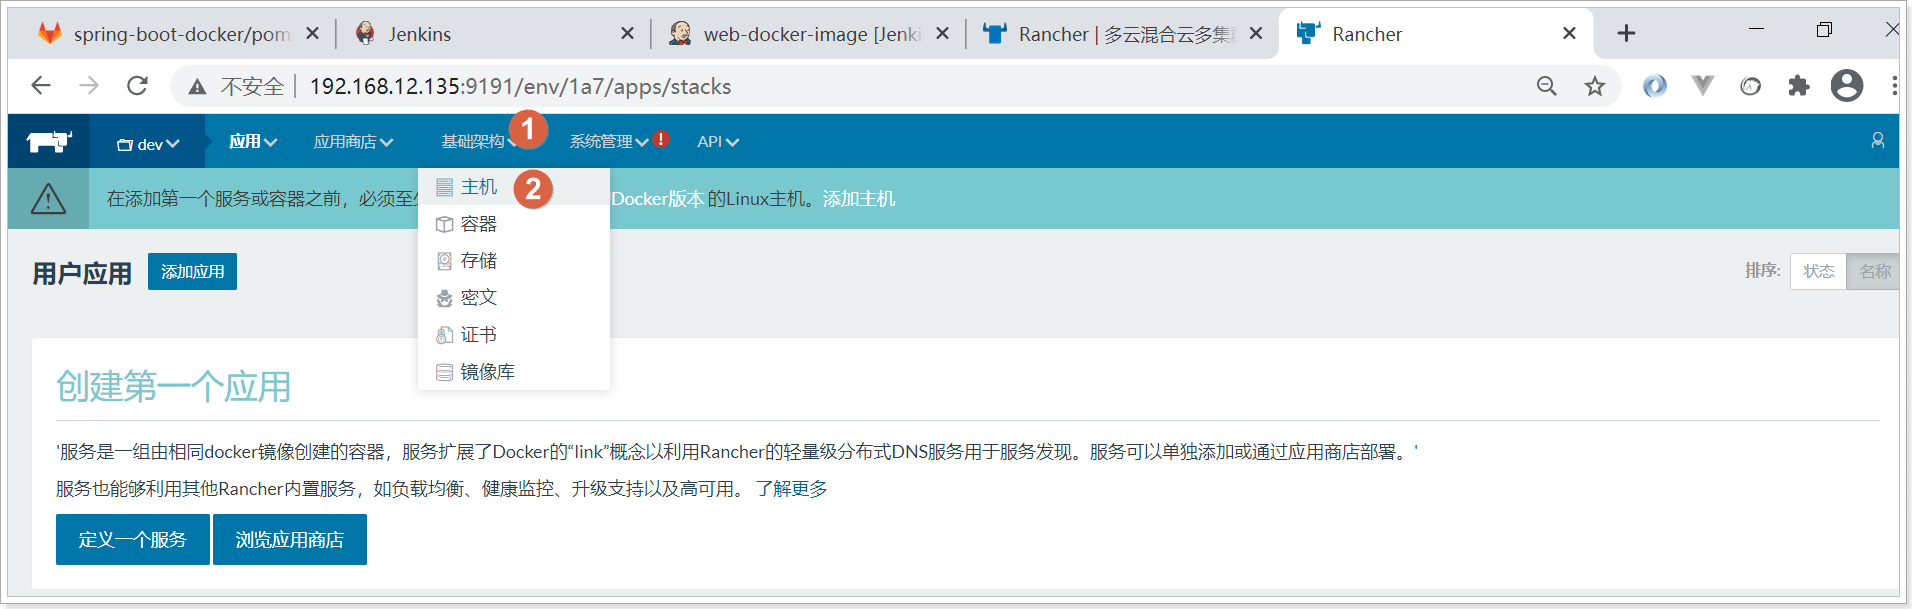 spring-boot-docker/pom
Jenkins
web-docker-image [Jenki
Rancher | 多云混合云多集群
Rancher
不安全 | 192.168.12.135:9191/env/1a7/apps/stacks
dev
应用
应用商店
基础架构
1
系统管理
!
API
主机
2
容器
存储
密文
证书
镜像库
在添加第一个服务或容器之前，必须至少 Docker版本 的Linux主机。添加主机
用户应用
添加应用
排序:
状态
名称
创建第一个应用
'服务是一组由相同docker镜像创建的容器，服务扩展了Docker的“link”概念以利用Rancher的轻量级分布式DNS服务用于服务发现。服务可以单独添加或通过应用商店部署。'
服务也能够利用其他Rancher内置服务，如负载均衡、健康监控、升级支持以及高可用。 了解更多
定义一个服务
浏览应用商店